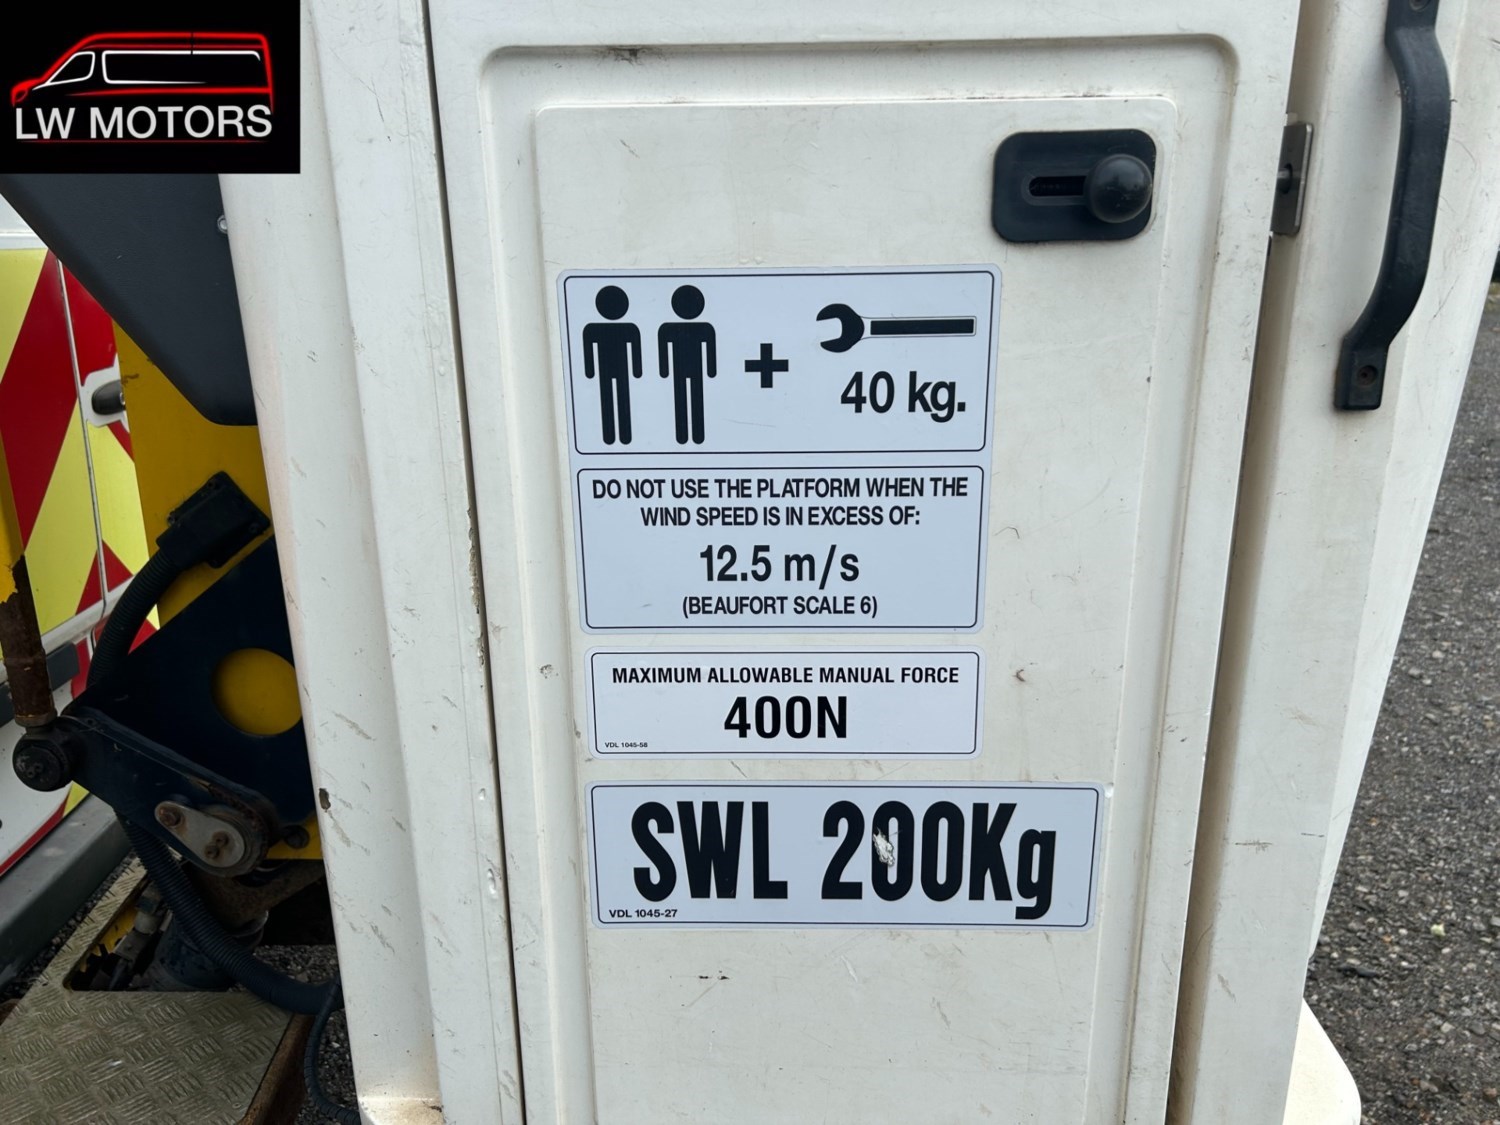 LW MOTORS
40 kg.
DO NOT USE THE PLATFORM WHEN THE
WIND SPEED IS IN EXCESS OF:
12.5 m/s
(BEAUFORT SCALE 6)
MAXIMUM ALLOWABLE MANUAL FORCE
400N
VDL 1045-58
SWL 200Kg
VDL 1045-27